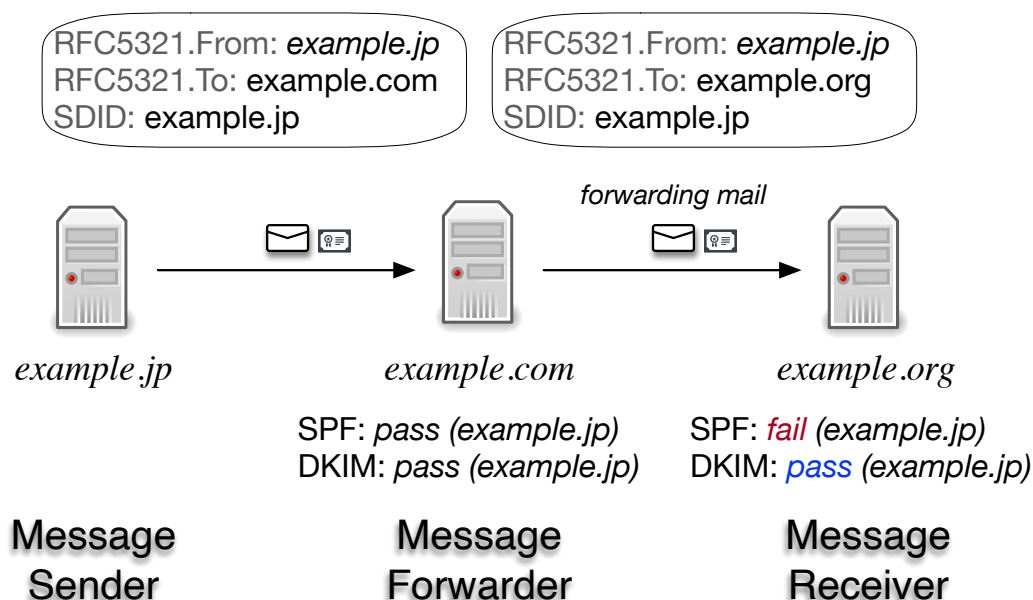 RFC5321.From: example.jp
RFC5321.To: example.com
SDID: example.jp
RFC5321.From: example.jp
RFC5321.To: example.org
SDID: example.jp
forwarding mail
example.jp
example.com
example.org
SPF: pass (example.jp)
DKIM: pass (example.jp)
SPF: fail (example.jp)
DKIM: pass (example.jp)
Message
Sender
Message
Forwarder
Message
Receiver